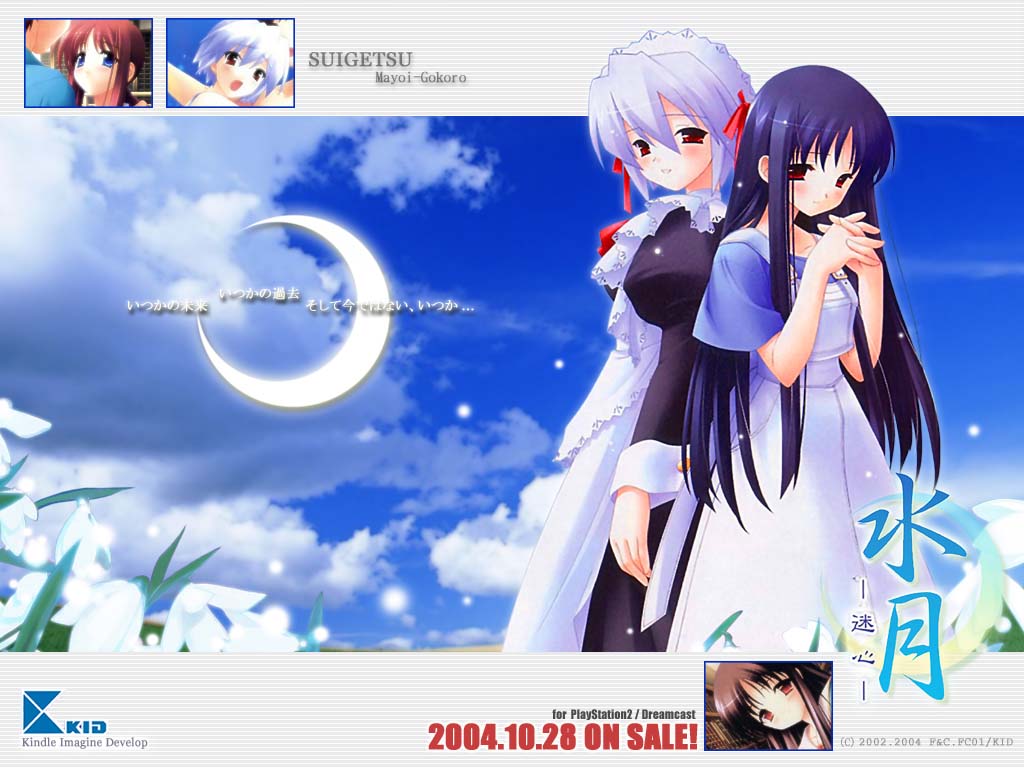 SUIGETSU
Mayoi-Gokoro
いつかの未来
いつかの過去
そして今ではない、いつか ...
水月
－迷心－
KID
Kindle Imagine Develop
for PlayStation2 / Dreamcast
2004.10.28 ON SALE!
(C) 2002.2004 F&C.FC01/KID